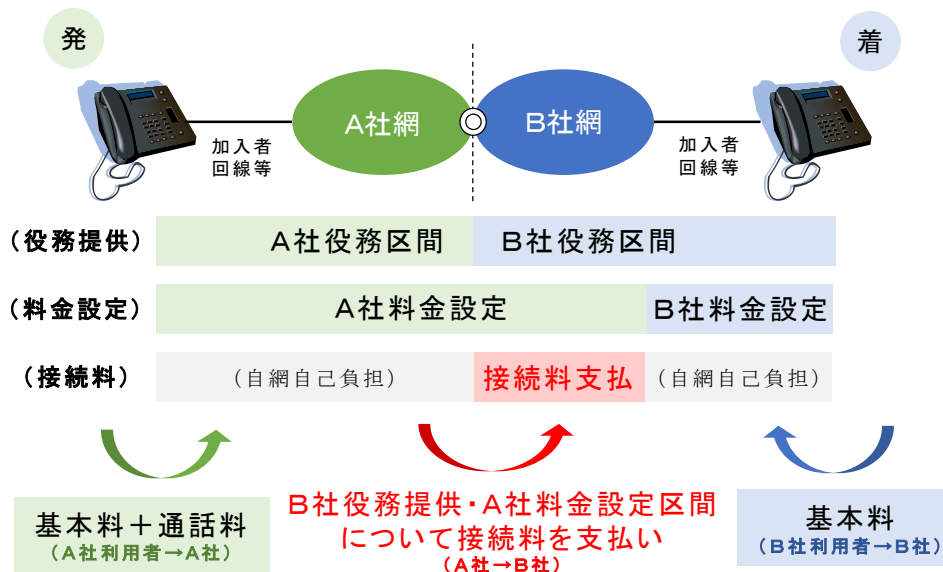 発
着
A社網
B社網
加入者
回線等
加入者
回線等
(役務提供)
A社役務区間
B社役務区間
(料金設定)
A社料金設定
B社料金設定
(接続料)
(自網自己負担)
接続料支払
(自網自己負担)
基本料+通話料
(A社利用者→A社)
B社役務提供・A社料金設定区間
について接続料を支払い
(A社→B社)
基本料
(B社利用者→B社)